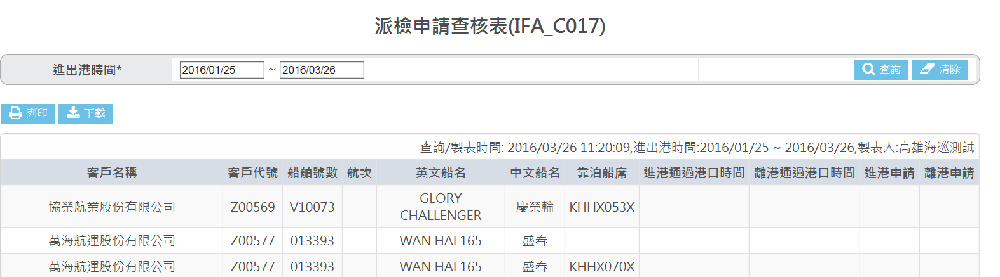 派檢申請查核表(IFA_C017)
進出港時間* 2016/01/25 ~ 2016/03/26 查詢 清除
列印 下載
查詢/製表時間: 2016/03/26 11:20:09,進出港時間:2016/01/25 ~ 2016/03/26,製表人:高雄海巡測試
客戶名稱 客戶代號 船舶號數 航次 英文船名 中文船名 靠泊船席 進港通過港口時間 離港通過港口時間 進港申請 離港申請
協榮航業股份有限公司 Z00569 V10073 GLORY CHALLENGER 慶榮輪 KHHX053X
萬海航運股份有限公司 Z00577 013393 WAN HAI 165 盛春
萬海航運股份有限公司 Z00577 013393 WAN HAI 165 盛春 KHHX070X